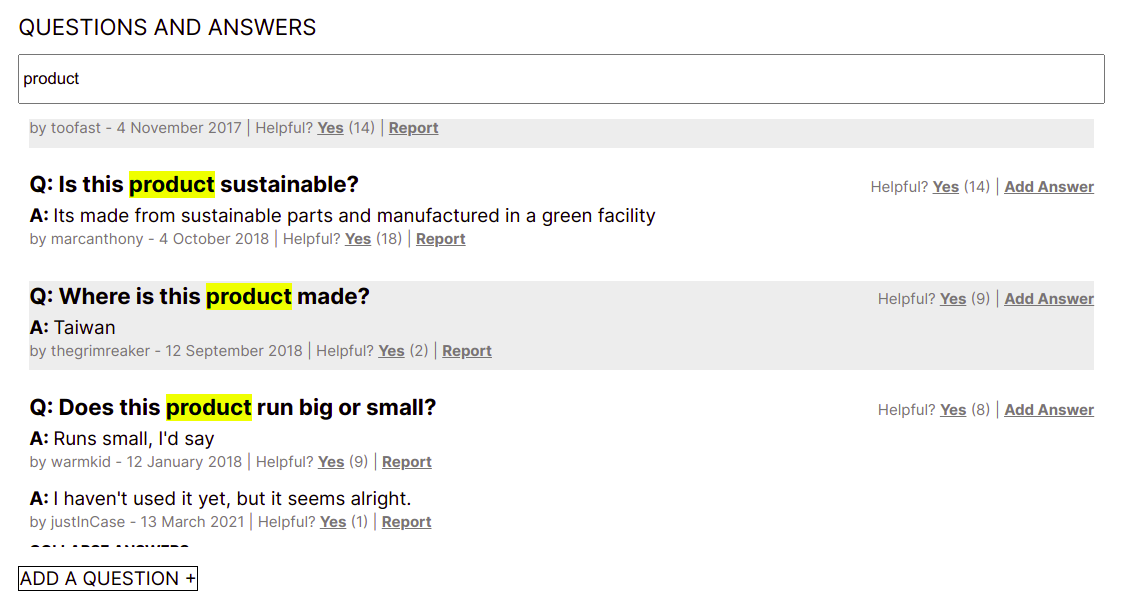 QUESTIONS AND ANSWERS
product
by toofast - 4 November 2017 | Helpful? Yes (14) | Report
Q: Is this product sustainable? Helpful? Yes (14) | Add Answer
A: Its made from sustainable parts and manufactured in a green facility
by marcanthony - 4 October 2018 | Helpful? Yes (18) | Report
Q: Where is this product made? Helpful? Yes (9) | Add Answer
A: Taiwan
by thegrimreaker - 12 September 2018 | Helpful? Yes (2) | Report
Q: Does this product run big or small? Helpful? Yes (8) | Add Answer
A: Runs small, I'd say
by warmkid - 12 January 2018 | Helpful? Yes (9) | Report
A: I haven't used it yet, but it seems alright.
by justInCase - 13 March 2021 | Helpful? Yes (1) | Report
COLLAPSE ANSWERS
ADD A QUESTION +